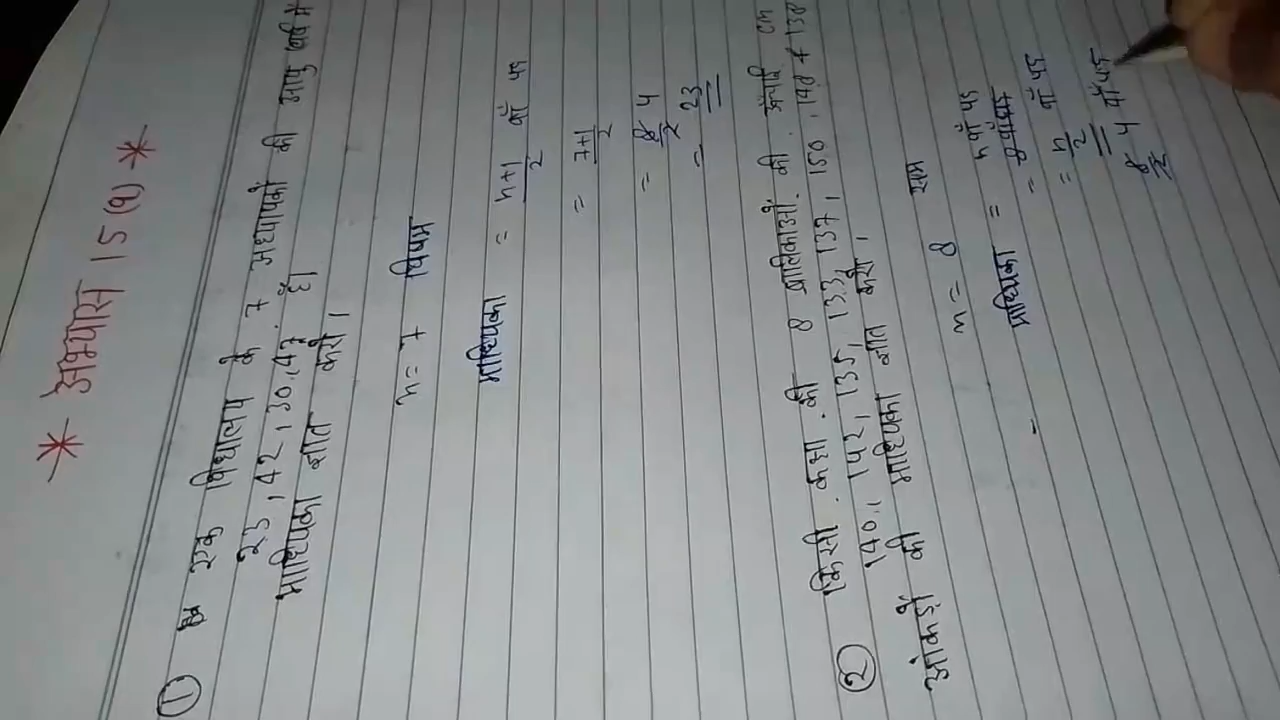 * अभ्यास 15 (१) *
① एक विद्यालय के 7 अध्यापकों की आयु वर्ष में
23, 42, 30, 47 है।
माध्यिका ज्ञात करो।
n = 7 विषम
माध्यिका = n+1/2 वाँ पद
= 7+1/2
= 8/2 4
= 23
② किसी कक्षा की 8 बालिकाओं की ऊँचाई cm
140, 142, 135, 133, 137, 150, 148 र 138
आंकड़ों की माध्यिका ज्ञात करो।
n = 8 सम
माध्यिका = n वाँ पद
= n/2 वाँ पद
8/2 4 वाँ पद